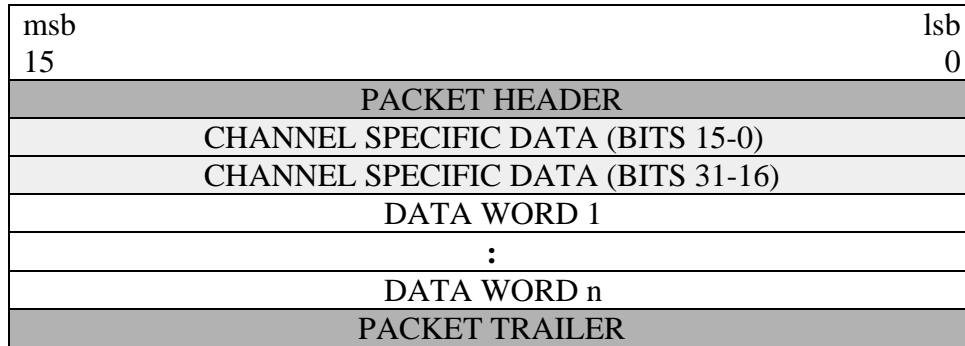 msb lsb
15 0
PACKET HEADER
CHANNEL SPECIFIC DATA (BITS 15-0)
CHANNEL SPECIFIC DATA (BITS 31-16)
DATA WORD 1
:
DATA WORD n
PACKET TRAILER